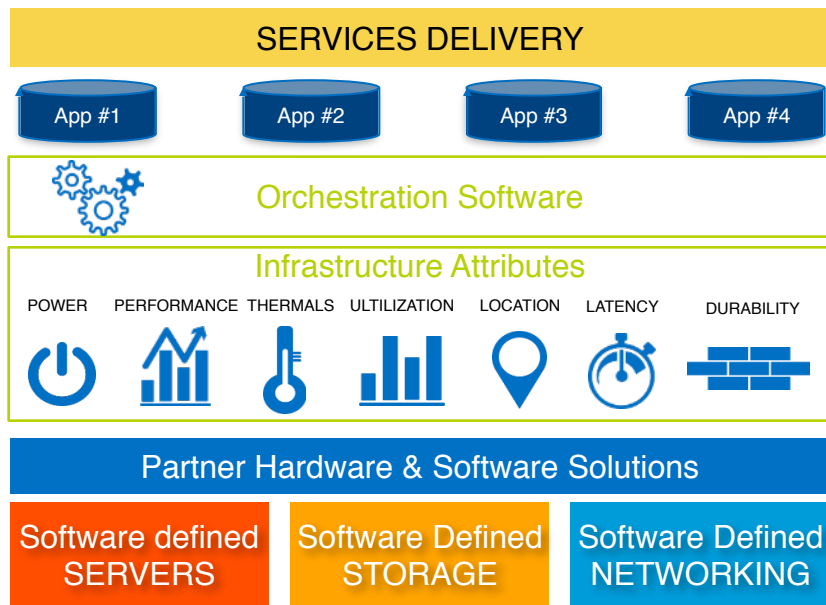 SERVICES DELIVERY
App #1 App #2 App #3 App #4
Orchestration Software
Infrastructure Attributes
POWER PERFORMANCE THERMALS ULTILIZATION LOCATION LATENCY DURABILITY
Partner Hardware & Software Solutions
Software defined
SERVERS
Software Defined
STORAGE
Software Defined
NETWORKING